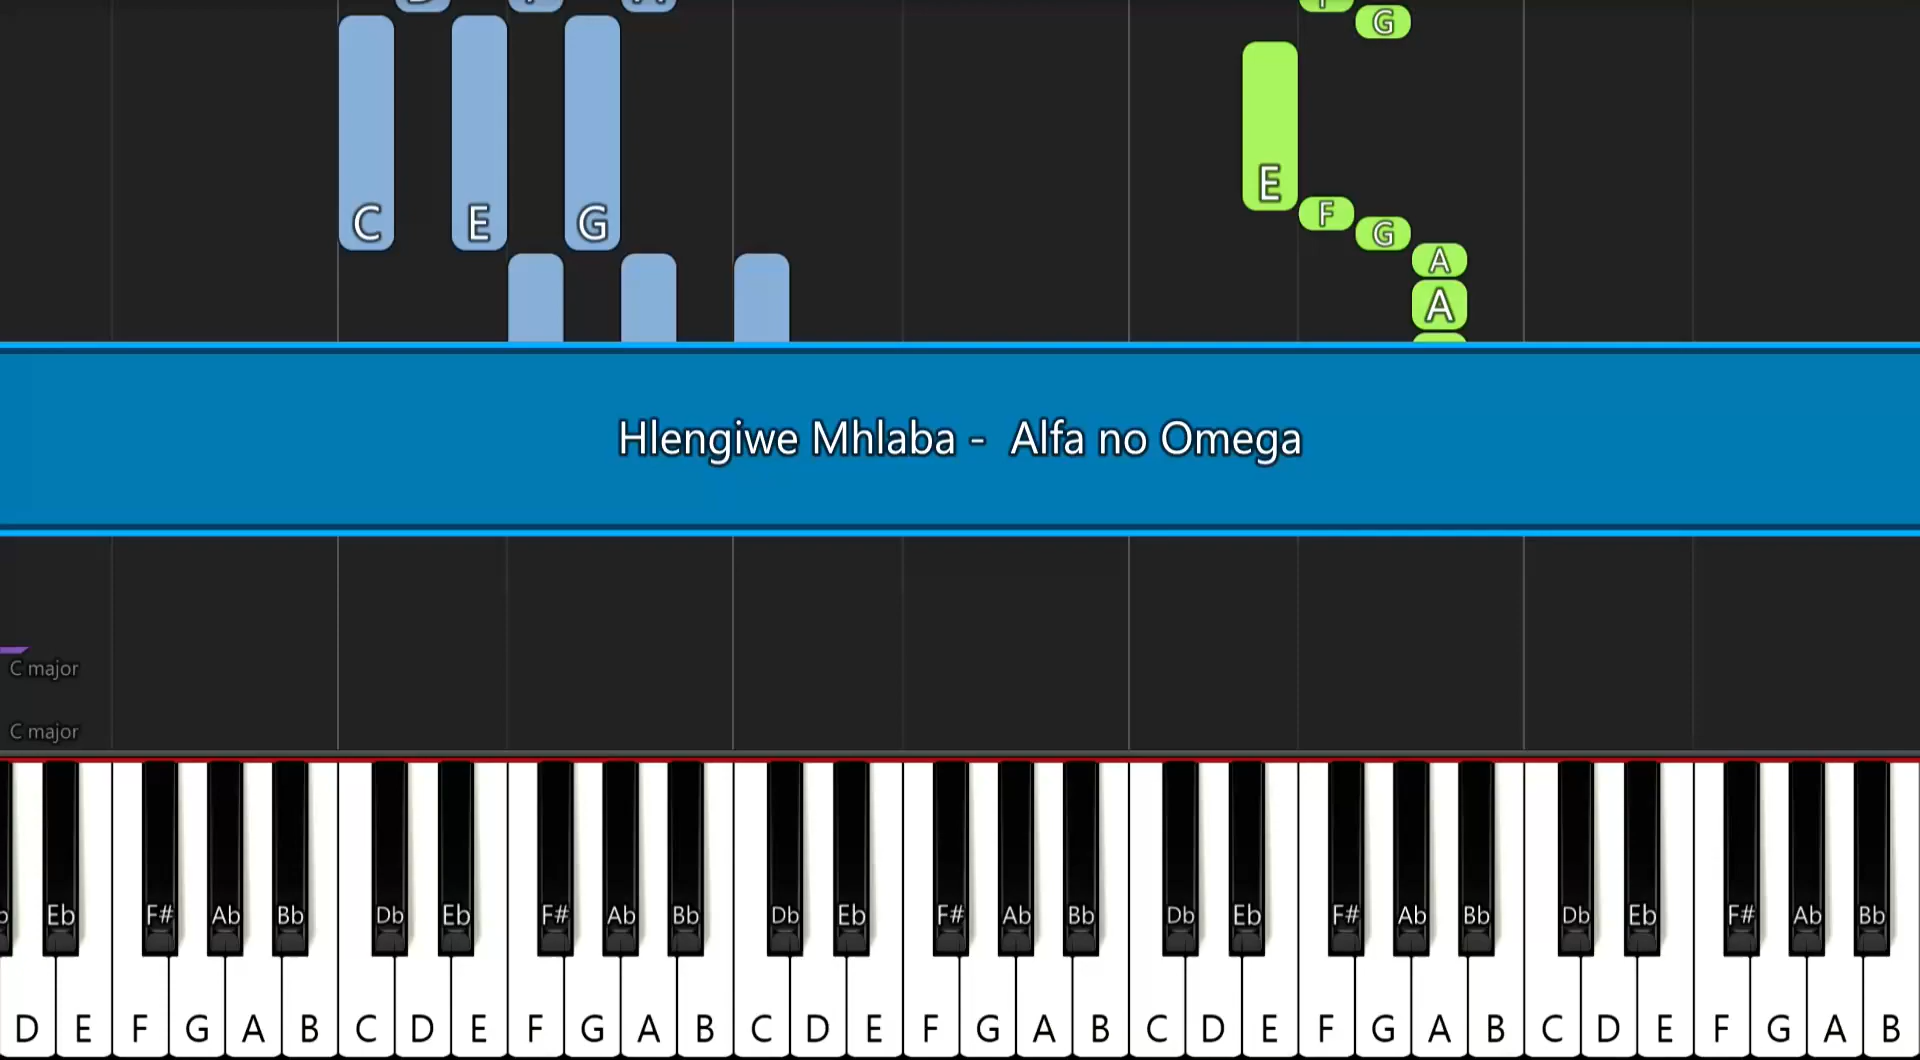 G
E
C E G F
G
A
A
Hlengiwe Mhlaba - Alfa no Omega
C major
C major
Eb F# Ab Bb Db Eb F# Ab Bb Db Eb F# Ab Bb Db Eb F# Ab Bb Db Eb F# Ab Bb
D E F G A B C D E F G A B C D E F G A B C D E F G A B C D E F G A B